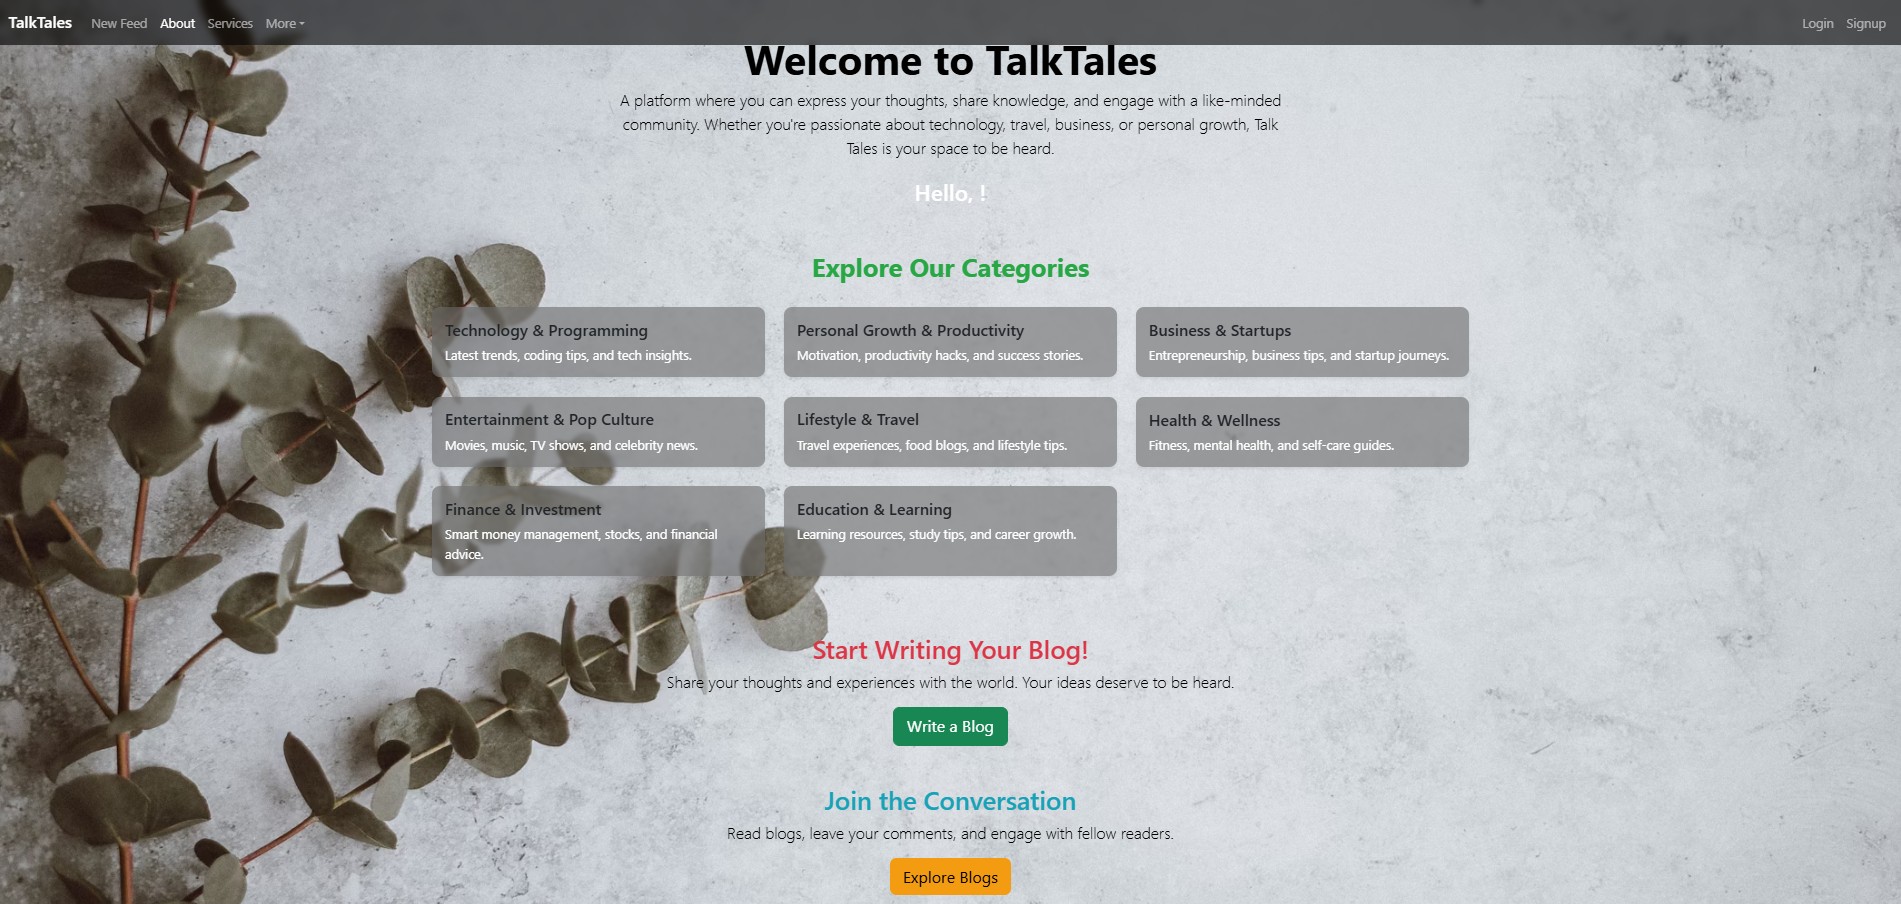 TalkTales New Feed About Services More Login Signup
Welcome to TalkTales
A platform where you can express your thoughts, share knowledge, and engage with a like-minded
community. Whether you're passionate about technology, travel, business, or personal growth, Talk
Tales is your space to be heard.
Hello, !
Explore Our Categories
Technology & Programming
Latest trends, coding tips, and tech insights.
Personal Growth & Productivity
Motivation, productivity hacks, and success stories.
Business & Startups
Entrepreneurship, business tips, and startup journeys.
Entertainment & Pop Culture
Movies, music, TV shows, and celebrity news.
Lifestyle & Travel
Travel experiences, food blogs, and lifestyle tips.
Health & Wellness
Fitness, mental health, and self-care guides.
Finance & Investment
Smart money management, stocks, and financial
advice.
Education & Learning
Learning resources, study tips, and career growth.
Start Writing Your Blog!
Share your thoughts and experiences with the world. Your ideas deserve to be heard.
Write a Blog
Join the Conversation
Read blogs, leave your comments, and engage with fellow readers.
Explore Blogs